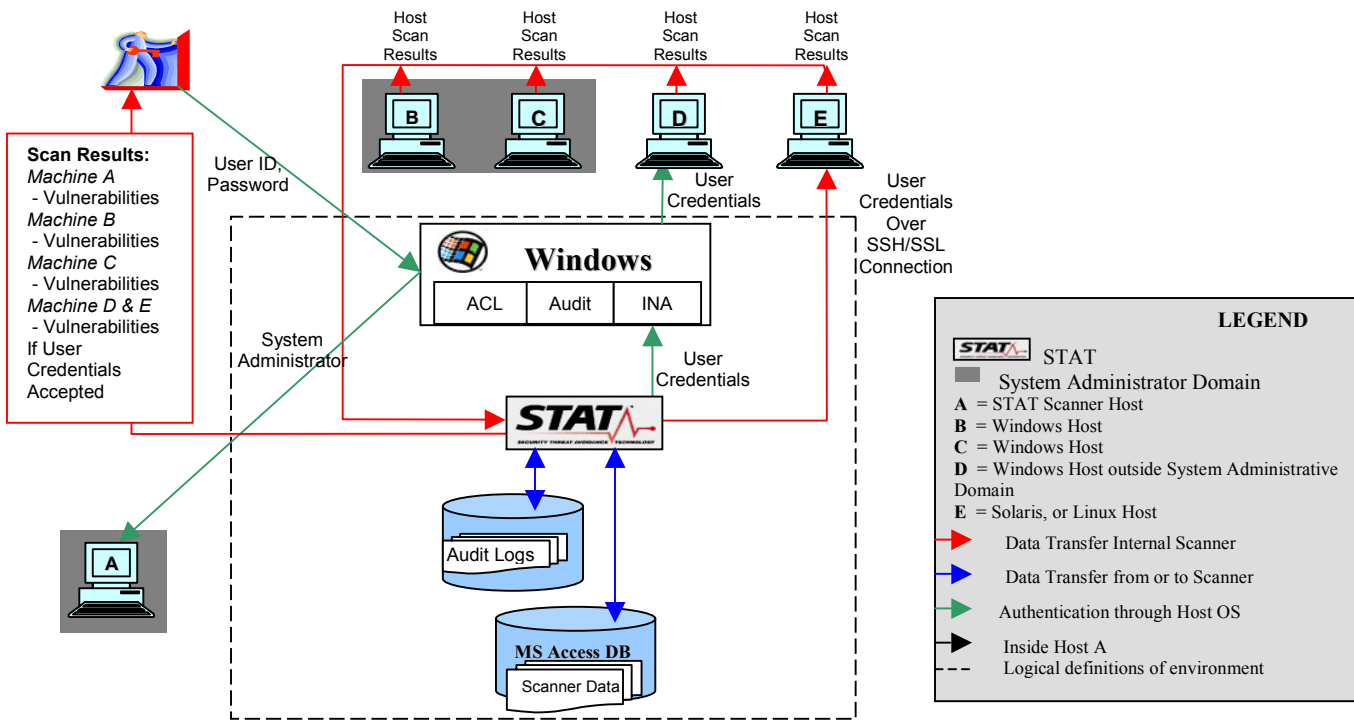 Host
Scan
Results
Host
Scan
Results
Host
Scan
Results
Host
Scan
Results
B
C
D
E
Scan Results:
Machine A
- Vulnerabilities
Machine B
- Vulnerabilities
Machine C
- Vulnerabilities
Machine D & E
- Vulnerabilities
If User
Credentials
Accepted
User ID,
Password
User
Credentials
User
Credentials
Over
SSH/SSL
Connection
Windows
ACL
Audit
INA
System
Administrator
User
Credentials
STAT
SECURITY THREAT AVOIDANCE TECHNOLOGY
A
Audit Logs
MS Access DB
Scanner Data
LEGEND
STAT STAT
System Administrator Domain
A = STAT Scanner Host
B = Windows Host
C = Windows Host
D = Windows Host outside System Administrative
Domain
E = Solaris, or Linux Host
Data Transfer Internal Scanner
Data Transfer from or to Scanner
Authentication through Host OS
Inside Host A
Logical definitions of environment